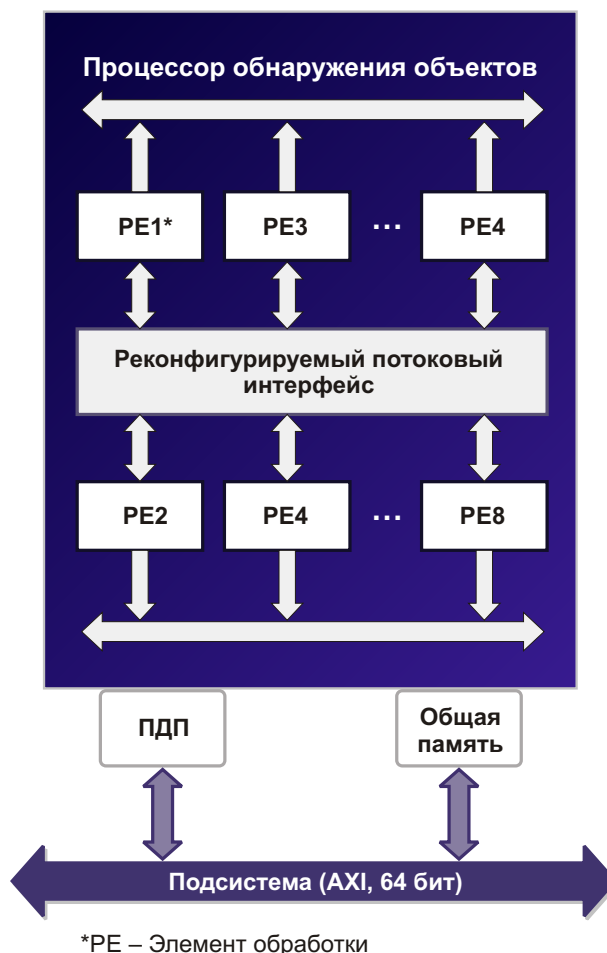 Процессор обнаружения объектов
PE1*
PE3
...
PE4
Реконфигурируемый потоковый
интерфейс
PE2
PE4
...
PE8
ПДП
Общая
память
Подсистема (AXI, 64 бит)
*PE – Элемент обработки